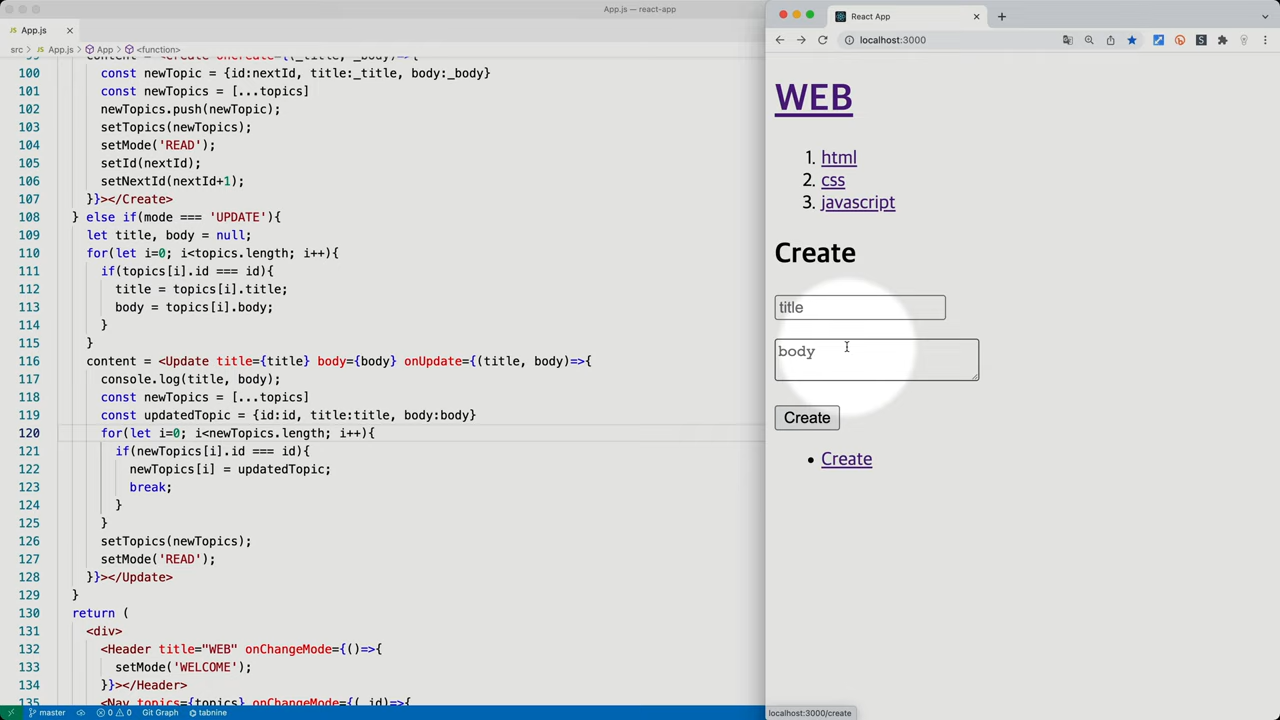 App.js — react-app
App.js
src > App.js > App > <function>
100 const newTopic = {id:nextId, title:_title, body:_body}
101 const newTopics = [...topics]
102 newTopics.push(newTopic);
103 setTopics(newTopics);
104 setMode('READ');
105 setId(nextId);
106 setNextId(nextId+1);
107 }}></Create>
108 } else if(mode === 'UPDATE'){
109 let title, body = null;
110 for(let i=0; i<topics.length; i++){
111 if(topics[i].id === id){
112 title = topics[i].title;
113 body = topics[i].body;
114 }
115 }
116 content = <Update title={title} body={body} onUpdate={(title, body)=>{
117 console.log(title, body);
118 const newTopics = [...topics]
119 const updatedTopic = {id:id, title:title, body:body}
120 for(let i=0; i<newTopics.length; i++){
121 if(newTopics[i].id === id){
122 newTopics[i] = updatedTopic;
123 break;
124 }
125 }
126 setTopics(newTopics);
127 setMode('READ');
128 }}></Update>
129 }
130 return (
131 <div>
132 <Header title="WEB" onChangeMode={()=>{
133 setMode('WELCOME');
134 }}></Header>
135 <Nav topics={topics} onChangeMode={(_id)=>{
master 0 0 Git Graph tabnine
React App
localhost:3000
WEB
1. html
2. css
3. javascript
Create
title
body
Create
• Create
localhost:3000/create